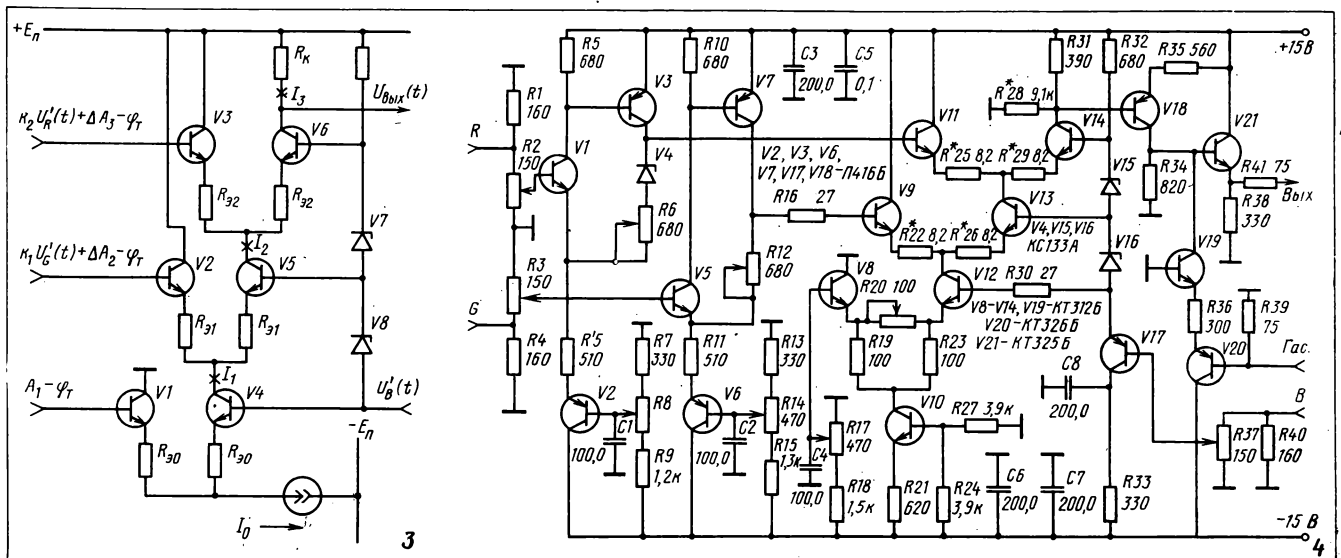 +Eп
Rк
I₃
Uвых(t)
к₂U'R(t)+ΔA₃-φт
V3
V6
Rэ2
Rэ2
V7
I₂
к₁U'G(t)+ΔA₂-φт
V2
V5
Rэ1
Rэ1
V8
I₁
A₁-φт
V1
V4
U'B(t)
-Eп
Rэ0
Rэ0
I₀
3
R5
680
R10
680
C3
200,0
C5
0,1
R31
390
R32
680
R35 560
+15В
R1
160
V3
V7
V11
R*28 9,1к
V18
V21
R
R2
150
V1
V14
V4
V2, V3, V6,
V7, V17, V18-П416Б
R*25 8,2
R*29 8,2
V15
R34
820
R41 75
Вых
R16 27
V9
V13
R38
330
R6
680
V4, V15, V16
КС133А
R*22 8,2
R*26 8,2
V16
V19
R3
150
R12
680
V5
V8
R20 100
V12
R30 27
G
V8-V14, V19-КТ312Б
V20-КТ326Б
V21-КТ325Б
R36
300
R39
75
R4
160
R'5
510
R7
330
R11
510
R13
330
R19
100
R23
100
V17
V20
Гас.
C8
200,0
V2
R8
V6
R14
470
R17
470
V10
R27 3,9к
В
C1
100,0
R9
1,2к
C2
100,0
R15
1,3к
C4
100,0
R18
1,5к
R21
620
R24
3,9к
C6
200,0
C7
200,0
R33
330
R37
150
R40
160
-15 В
4